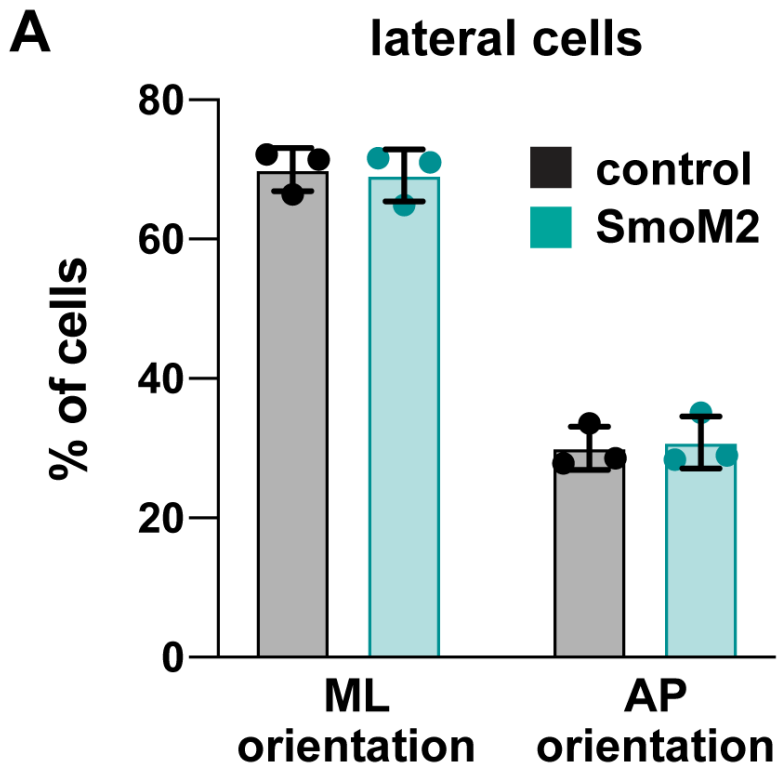 A
lateral cells
80
60
40
20
0
% of cells
control
SmoM2
ML
orientation
AP
orientation